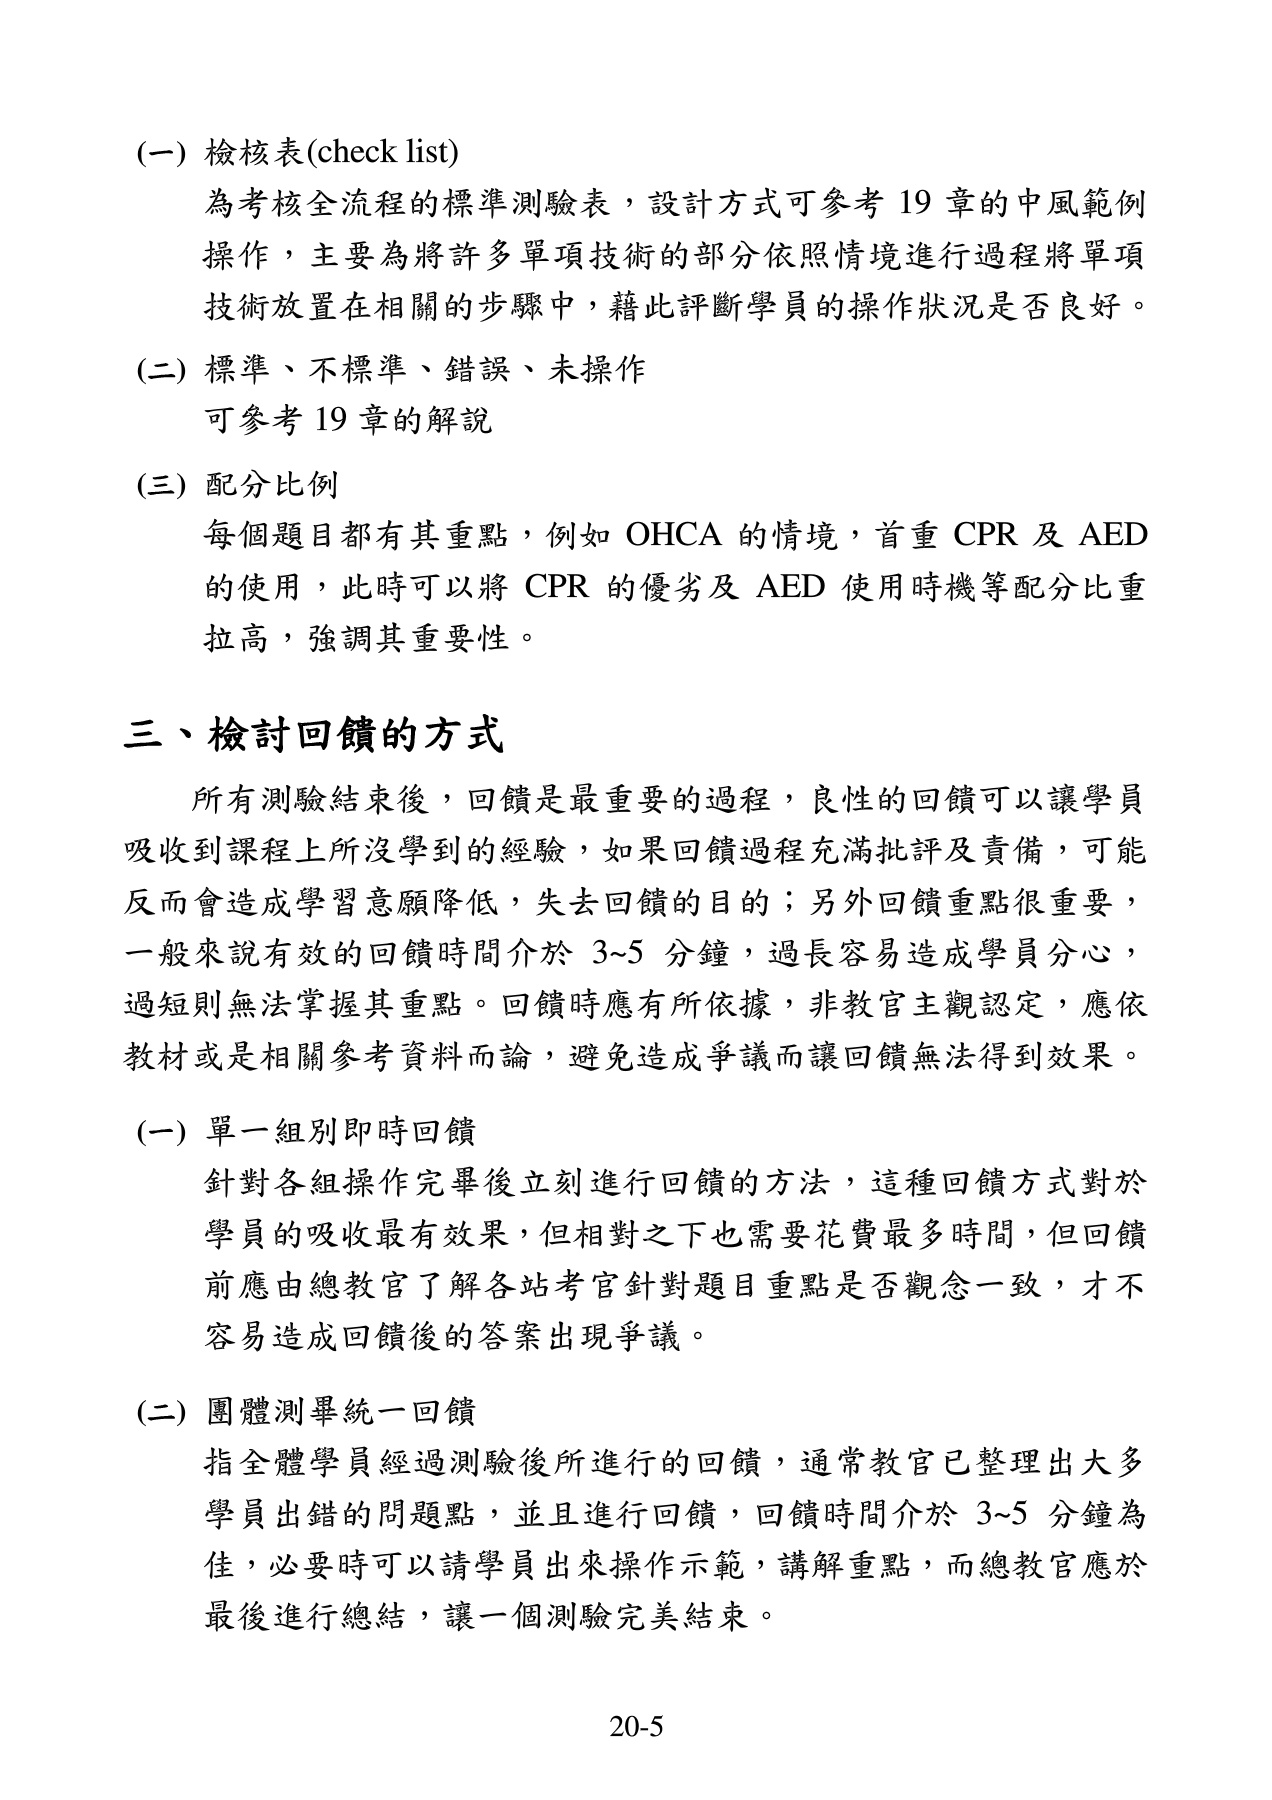 (一) 檢核表(check list)
為考核全流程的標準測驗表，設計方式可參考 19 章的中風範例
操作，主要為將許多單項技術的部分依照情境進行過程將單項
技術放置在相關的步驟中，藉此評斷學員的操作狀況是否良好。
(二) 標準、不標準、錯誤、未操作
可參考 19 章的解說
(三) 配分比例
每個題目都有其重點，例如 OHCA 的情境，首重 CPR 及 AED
的使用，此時可以將 CPR 的優劣及 AED 使用時機等配分比重
拉高，強調其重要性。
三、檢討回饋的方式
所有測驗結束後，回饋是最重要的過程，良性的回饋可以讓學員
吸收到課程上所沒學到的經驗，如果回饋過程充滿批評及責備，可能
反而會造成學習意願降低，失去回饋的目的；另外回饋重點很重要，
一般來說有效的回饋時間介於 3~5 分鐘，過長容易造成學員分心，
過短則無法掌握其重點。回饋時應有所依據，非教官主觀認定，應依
教材或是相關參考資料而論，避免造成爭議而讓回饋無法得到效果。
(一) 單一組別即時回饋
針對各組操作完畢後立刻進行回饋的方法，這種回饋方式對於
學員的吸收最有效果，但相對之下也需要花費最多時間，但回饋
前應由總教官了解各站考官針對題目重點是否觀念一致，才不
容易造成回饋後的答案出現爭議。
(二) 團體測畢統一回饋
指全體學員經過測驗後所進行的回饋，通常教官已整理出大多
學員出錯的問題點，並且進行回饋，回饋時間介於 3~5 分鐘為
佳，必要時可以請學員出來操作示範，講解重點，而總教官應於
最後進行總結，讓一個測驗完美結束。
20-5